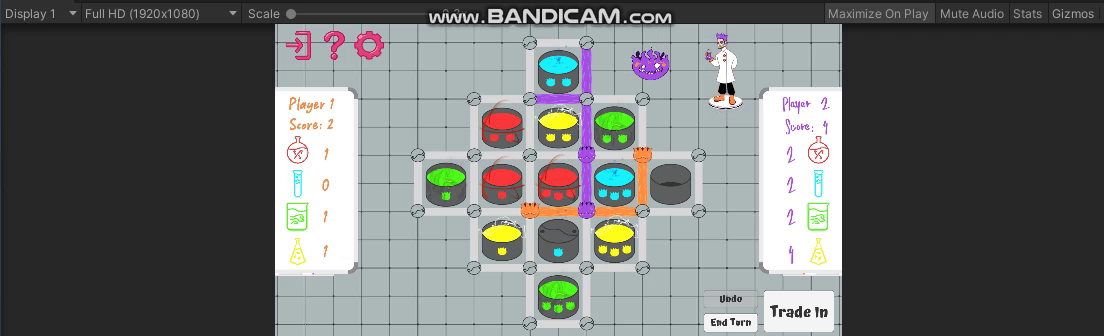 Display 1 Full HD (1920x1080) Scale Maximize On Play Mute Audio Stats Gizmos
www.BANDICAM.com
Player 1
Score: 2
1
0
1
1
Player 2
Score: 4
2
2
2
4
Undo
End Turn
Trade In